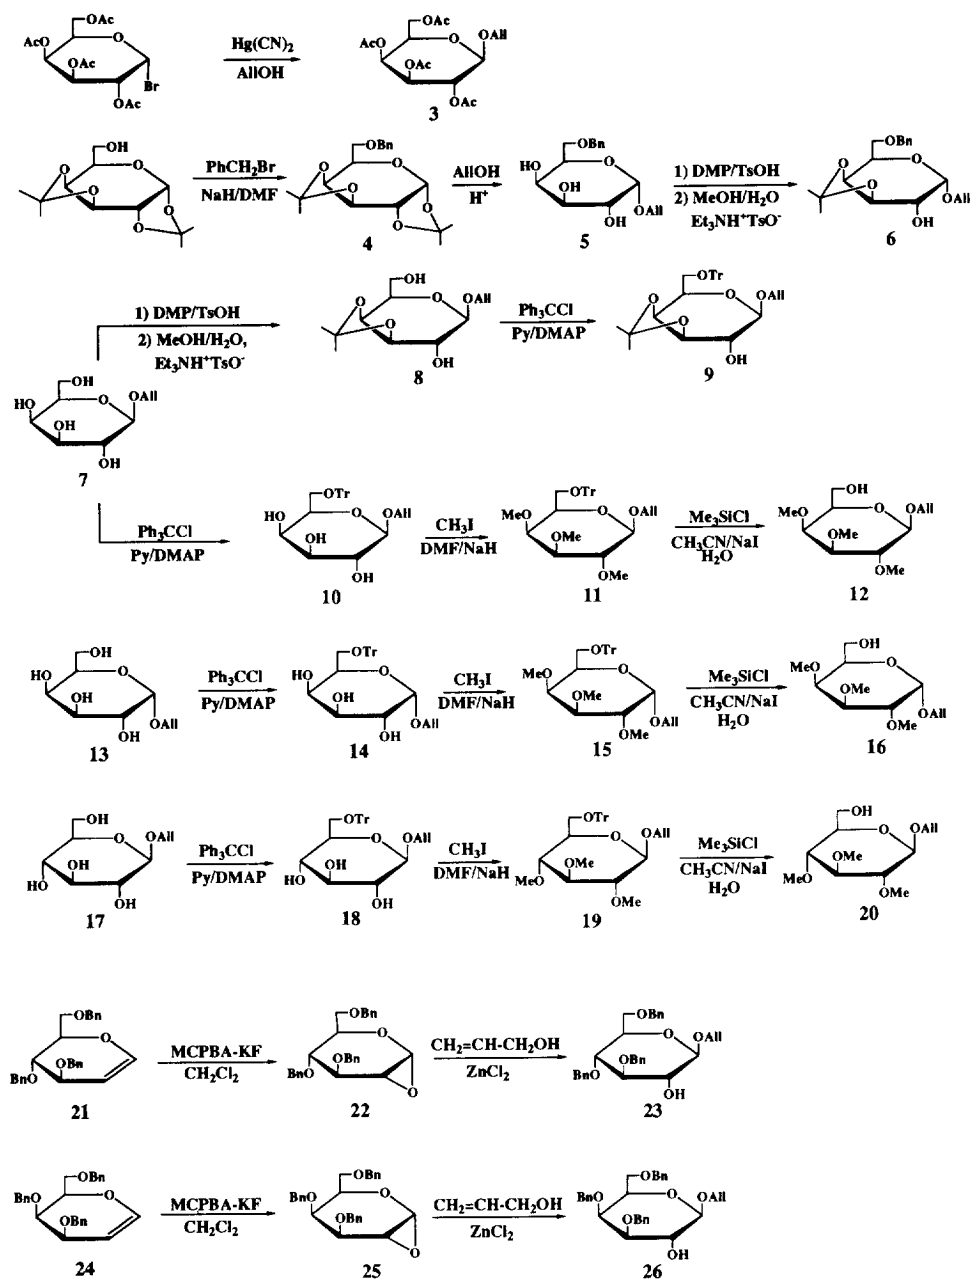 OAc
O
AcO
OAc
Br
OAc
Hg(CN)2
AllOH
OAc
O
OAll
AcO
OAc
OAc
3
OH
O
O
O
O
O
PhCH2Br
NaH/DMF
OBn
O
O
O
O
O
4
AllOH
H+
OBn
HO
O
HO
HO
OAll
5
1) DMP/TsOH
2) MeOH/H2O
Et3NH+TsO-
OBn
O
O
O
OAll
OH
6
1) DMP/TsOH
2) MeOH/H2O,
Et3NH+TsO-
OH
O
O
O
OAll
OH
8
Ph3CCl
Py/DMAP
OTr
O
O
O
OAll
OH
9
OH
HO
O
OAll
OH
OH
7
Ph3CCl
Py/DMAP
OTr
HO
O
OAll
HO
OH
10
CH3I
DMF/NaH
OTr
MeO
O
OAll
OMe
OMe
11
Me3SiCl
CH3CN/NaI
H2O
OH
MeO
O
OAll
OMe
OMe
12
OH
HO
O
OH
HO
OAll
13
Ph3CCl
Py/DMAP
OTr
HO
O
HO
HO
OAll
14
CH3I
DMF/NaH
OTr
MeO
O
OMe
MeO
OAll
15
Me3SiCl
CH3CN/NaI
H2O
OH
MeO
O
OMe
OMe
OAll
16
OH
O
OAll
OH
HO
OH
17
Ph3CCl
Py/DMAP
OTr
O
OAll
HO
HO
OH
18
CH3I
DMF/NaH
OTr
O
OAll
OMe
MeO
OMe
19
Me3SiCl
CH3CN/NaI
H2O
OH
O
OAll
OMe
MeO
OMe
20
OBn
O
OBn
BnO
21
MCPBA-KF
CH2Cl2
OBn
O
OBn
BnO
O
22
CH2=CH-CH2OH
ZnCl2
OBn
O
OAll
OBn
BnO
OH
23
OBn
BnO
O
OBn
24
MCPBA-KF
CH2Cl2
OBn
BnO
O
OBn
O
25
CH2=CH-CH2OH
ZnCl2
OBn
BnO
O
OAll
OBn
OH
26